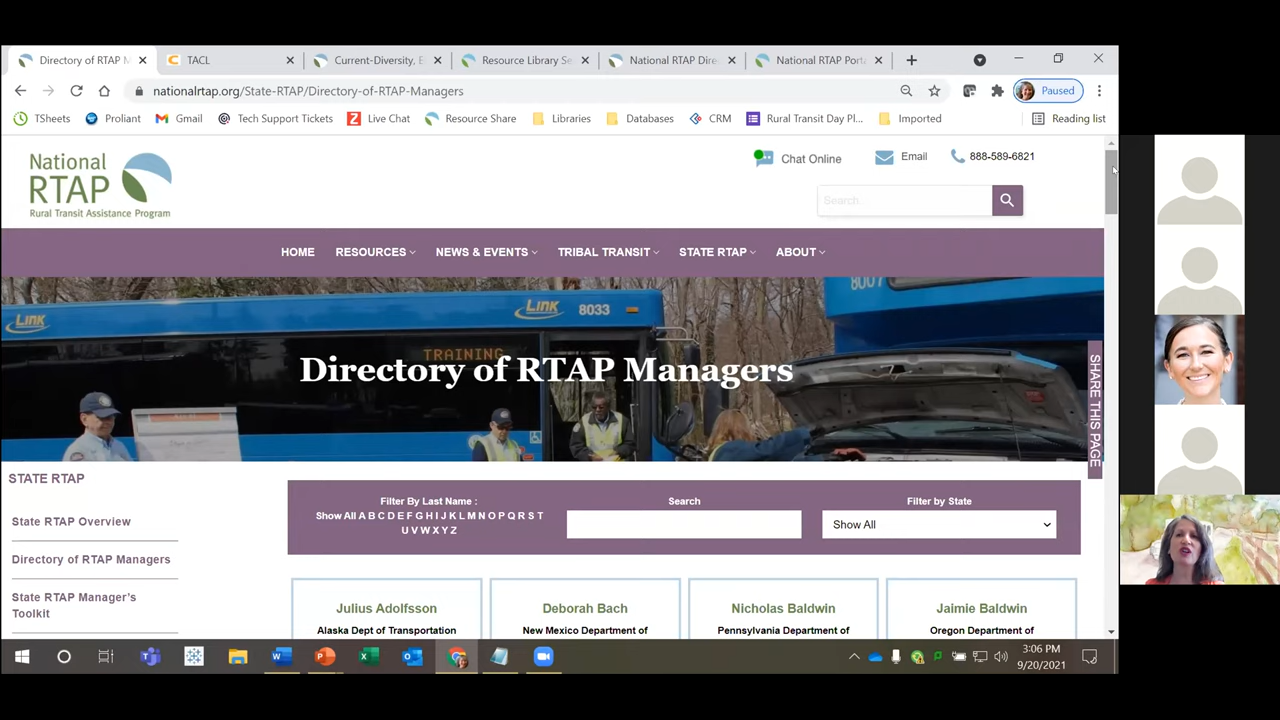 Directory of RTAP M
TACL
Current-Diversity, E
Resource Library Se
National RTAP Dire
National RTAP Port
nationalrtap.org/State-RTAP/Directory-of-RTAP-Managers
Paused
TSheets
Proliant
Gmail
Tech Support Tickets
Live Chat
Resource Share
Libraries
Databases
CRM
Rural Transit Day Pl...
Imported
Reading list
National
RTAP
Rural Transit Assistance Program
Chat Online
Email
888-589-6821
Search...
HOME
RESOURCES
NEWS & EVENTS
TRIBAL TRANSIT
STATE RTAP
ABOUT
LINK
LINK
8033
8007
TRAINING
Directory of RTAP Managers
SHARE THIS PAGE
STATE RTAP
State RTAP Overview
Directory of RTAP Managers
State RTAP Manager's
Toolkit
Filter By Last Name :
Show All A B C D E F G H I J K L M N O P Q R S T
U V W X Y Z
Search
Filter by State
Show All
Julius Adolfsson
Alaska Dept of Transportation
Deborah Bach
New Mexico Department of
Nicholas Baldwin
Pennsylvania Department of
Jaimie Baldwin
Oregon Department of
3:06 PM
9/20/2021